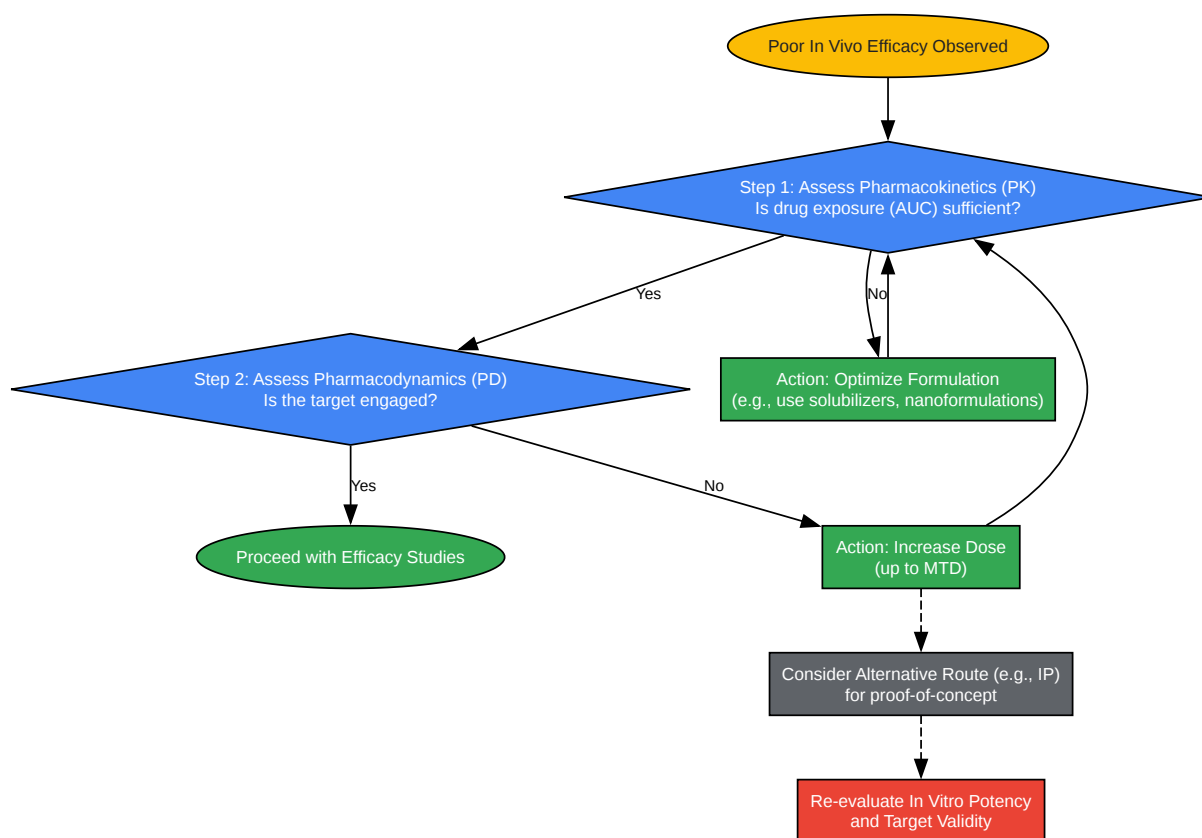 Poor In Vivo Efficacy Observed
Step 1: Assess Pharmacokinetics (PK)
Is drug exposure (AUC) sufficient?
Yes
No
Step 2: Assess Pharmacodynamics (PD)
Is the target engaged?
Action: Optimize Formulation
(e.g., use solubilizers, nanoformulations)
Yes
No
Proceed with Efficacy Studies
Action: Increase Dose
(up to MTD)
Consider Alternative Route (e.g., IP)
for proof-of-concept
Re-evaluate In Vitro Potency
and Target Validity